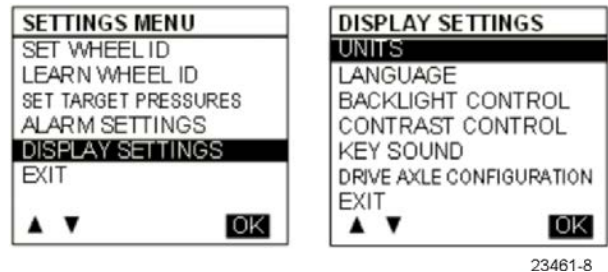 SETTINGS MENU
SET WHEEL ID
LEARN WHEEL ID
SET TARGET PRESSURES
ALARM SETTINGS
DISPLAY SETTINGS
EXIT
▲ ▼ OK
DISPLAY SETTINGS
UNITS
LANGUAGE
BACKLIGHT CONTROL
CONTRAST CONTROL
KEY SOUND
DRIVE AXLE CONFIGURATION
EXIT
▲ ▼ OK
23461-8